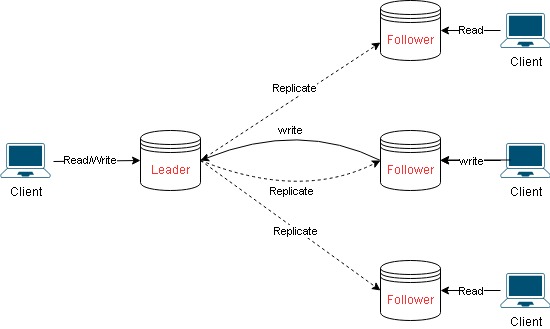 Follower
Read
Client
Replicate
write
Client
Read/Write
Leader
Replicate
Follower
write
Client
Replicate
Follower
Read
Client